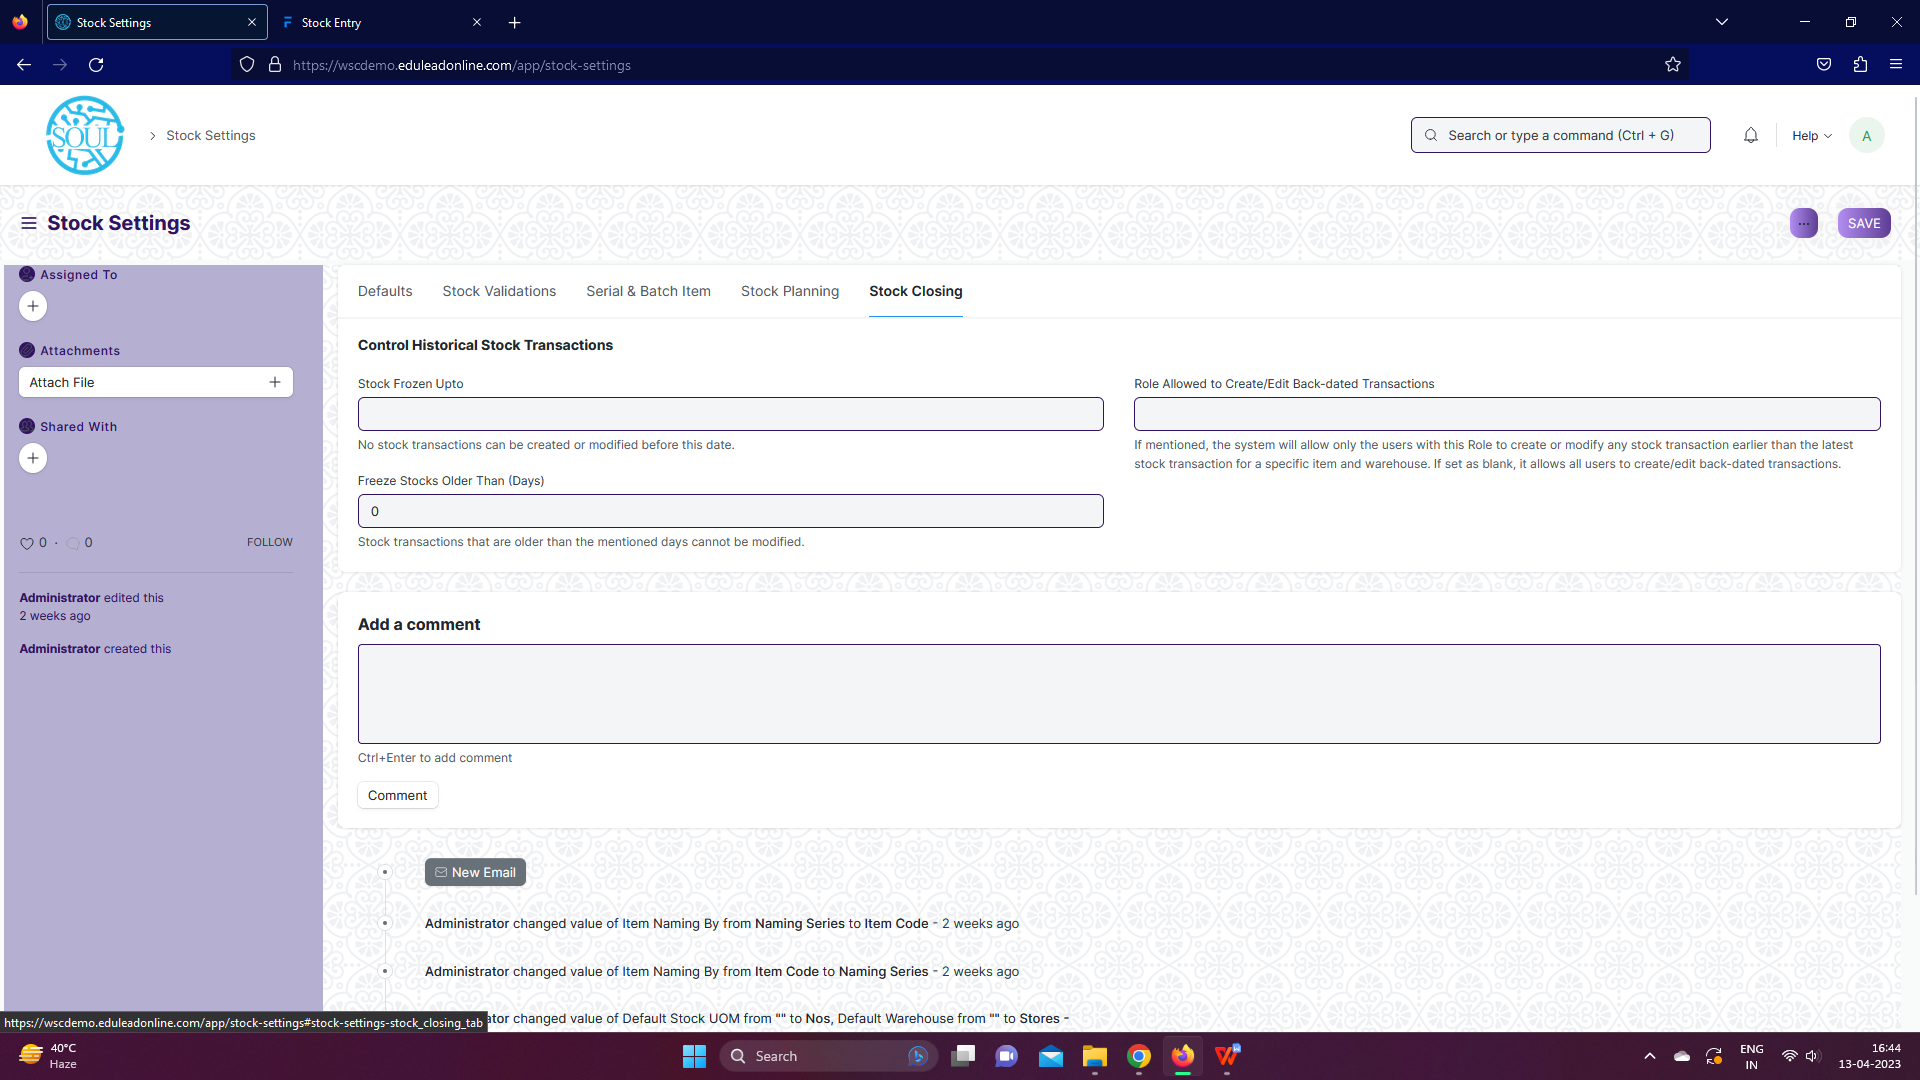 Stock Settings
Stock Entry
https://wscdemo.eduleadonline.com/app/stock-settings
SOUL
Stock Settings
Search or type a command (Ctrl + G)
Help
A
Stock Settings
...
SAVE
Assigned To
Attachments
Attach File
Shared With
0 · 0
FOLLOW
Administrator edited this
2 weeks ago
Administrator created this
Defaults
Stock Validations
Serial & Batch Item
Stock Planning
Stock Closing
Control Historical Stock Transactions
Stock Frozen Upto
No stock transactions can be created or modified before this date.
Freeze Stocks Older Than (Days)
0
Stock transactions that are older than the mentioned days cannot be modified.
Role Allowed to Create/Edit Back-dated Transactions
If mentioned, the system will allow only the users with this Role to create or modify any stock transaction earlier than the latest
stock transaction for a specific item and warehouse. If set as blank, it allows all users to create/edit back-dated transactions.
Add a comment
Ctrl+Enter to add comment
Comment
New Email
Administrator changed value of Item Naming By from Naming Series to Item Code - 2 weeks ago
Administrator changed value of Item Naming By from Item Code to Naming Series - 2 weeks ago
ator changed value of Default Stock UOM from "" to Nos, Default Warehouse from "" to Stores -
https://wscdemo.eduleadonline.com/app/stock-settings#stock-settings-stock_closing_tab
40°C
Haze
Search
ENG
IN
16:44
13-04-2023